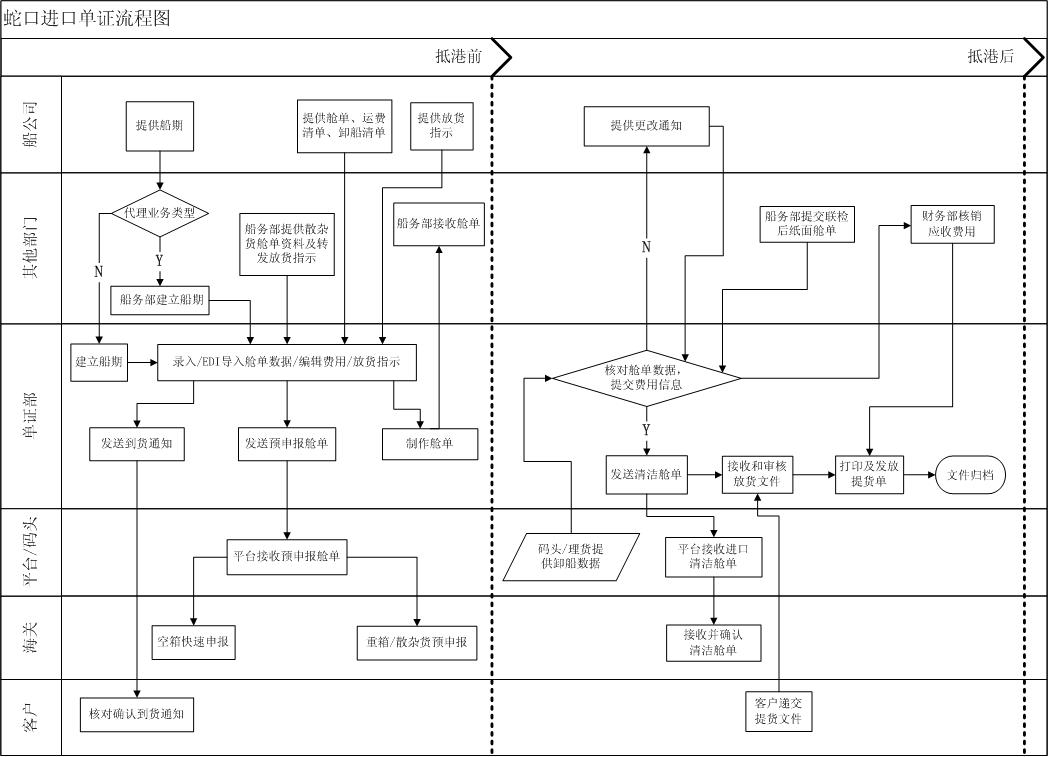 蛇口进口单证流程图
抵港前
抵港后
船公司
提供船期
提供舱单、运费
清单、卸船清单
提供放货
指示
提供更改通知
其他部门
代理业务类型
N
Y
船务部建立船期
船务部提供散杂
货舱单资料及转
发放货指示
船务部接收舱单
N
船务部提交联检
后纸面舱单
财务部核销
应收费用
单证部
建立船期
录入/EDI导入舱单数据/编辑费用/放货指示
发送到货通知
发送预申报舱单
制作舱单
核对舱单数据，
提交费用信息
Y
发送清洁舱单
接收和审核
放货文件
打印及发放
提货单
文件归档
平台/码头
平台接收预申报舱单
码头/理货提
供卸船数据
平台接收进口
清洁舱单
海关
空箱快速申报
重箱/散杂货预申报
接收并确认
清洁舱单
客户
核对确认到货通知
客户递交
提货文件